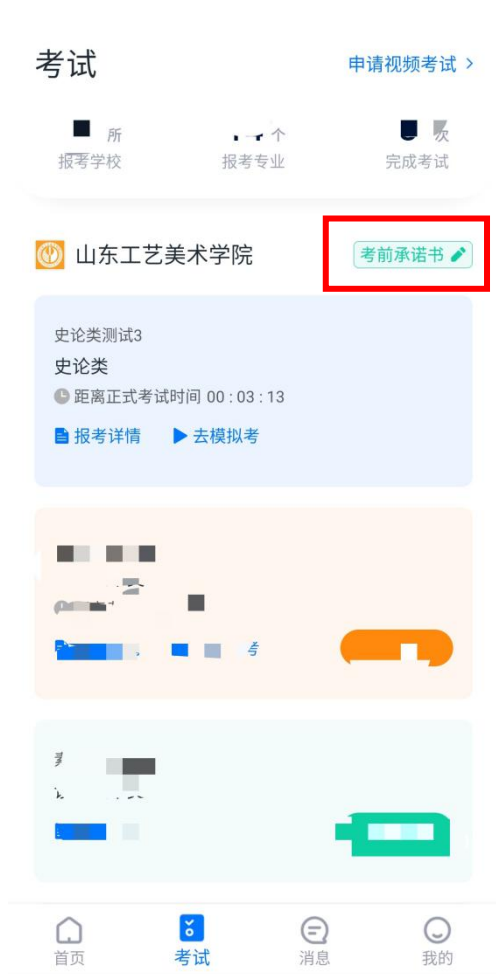 考试
申请视频考试 >
所 个 次
报考学校 报考专业 完成考试
山东工艺美术学院 考前承诺书
史论类测试3
史论类
距离正式考试时间 00 : 03 : 13
报考详情 去模拟考
考
首页 考试 消息 我的